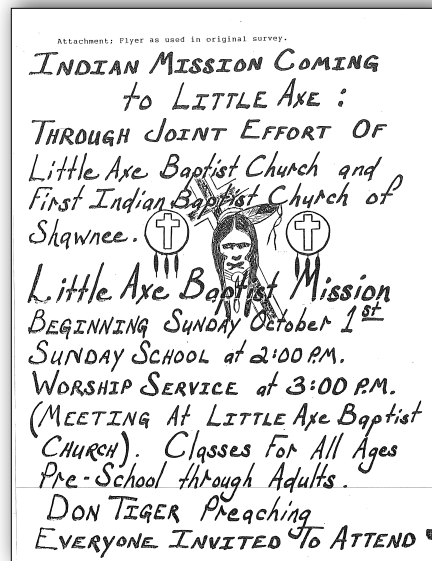 Attachment; Flyer as used in original survey.
INDIAN MISSION COMING
to LITTLE AXE :
THROUGH JOINT EFFORT OF
Little Axe Baptist Church and
First Indian Baptist Church of
Shawnee.
Little Axe Baptist Mission
BEGINNING SUNDAY October 1st
SUNDAY SCHOOL at 2:00 P.M.
WORSHIP SERVICE at 3:00 P.M.
(MEETING At LITTLE Axe Baptist
CHURCH). Classes For All Ages
Pre-School through Adults.
DON TIGER Preaching
EVERYONE INVITED To ATTEND